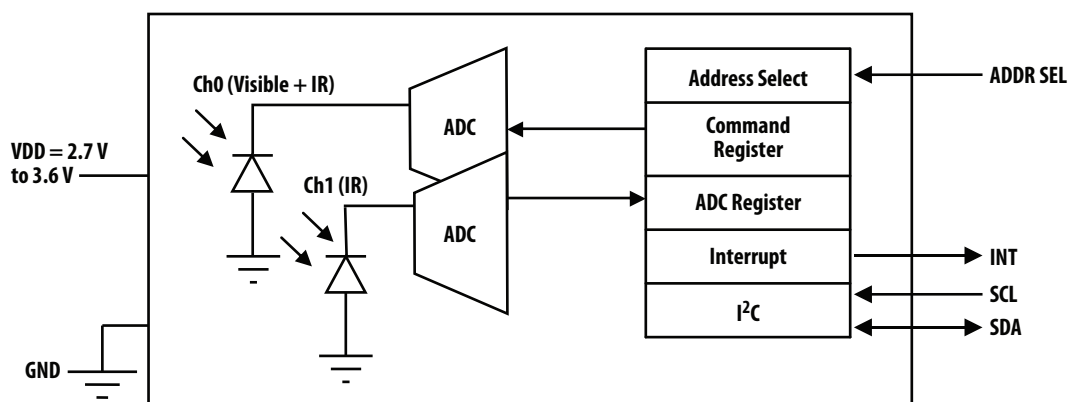 Ch0 (Visible + IR)
ADC
VDD = 2.7 V
to 3.6 V
Ch1 (IR)
ADC
GND
Address Select
Command
Register
ADC Register
Interrupt
I²C
ADDR SEL
INT
SCL
SDA